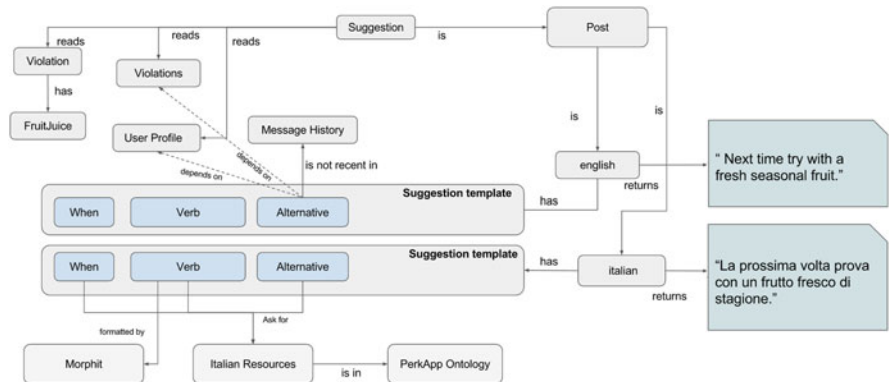 Suggestion
Post
reads
reads
reads
is
Violation
Violations
has
is
is
FruitJuice
User Profile
Message History
depends on
depends on
is not recent in
english
returns
“ Next time try with a
fresh seasonal fruit.”
Suggestion template
has
When
Verb
Alternative
Suggestion template
When
Verb
Alternative
has
italian
returns
“La prossima volta prova
con un frutto fresco di
stagione.”
formatted by
Ask for
Morphit
Italian Resources
is in
PerkApp Ontology